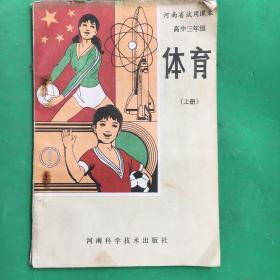 河南省试用课本
高中三年级
体育
(上册)
河南科学技术出版社